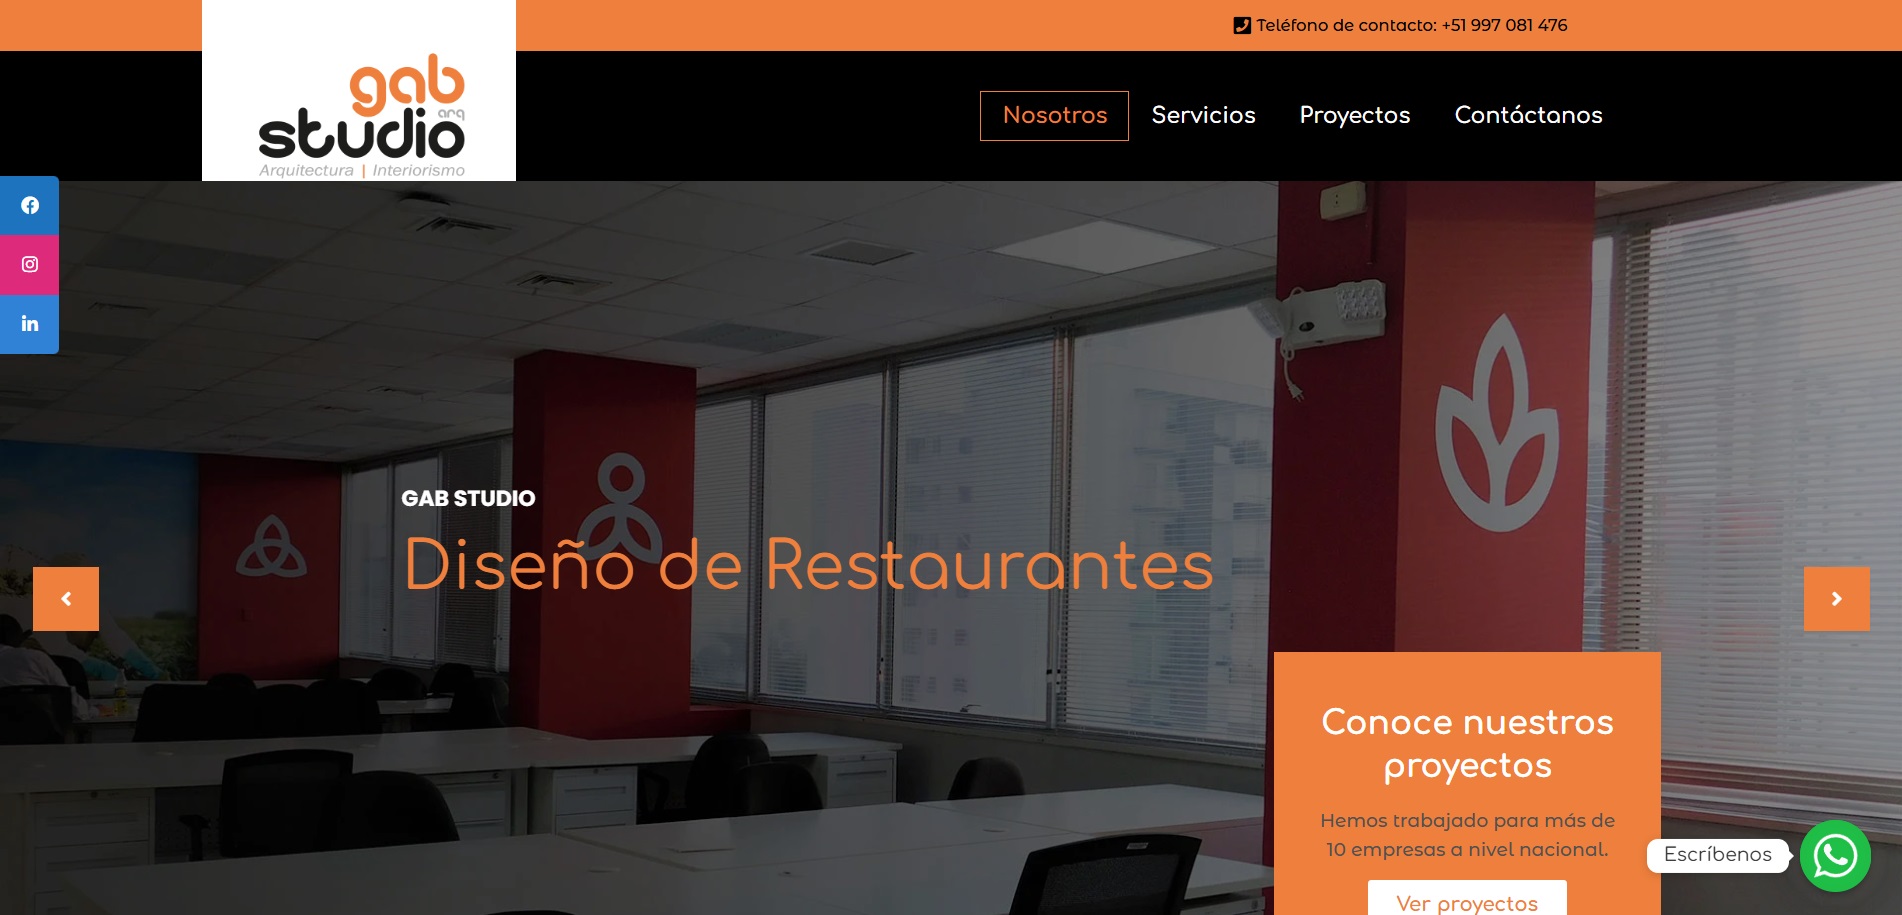 Teléfono de contacto: +51 997 081 476
gab
arq
studio
Arquitectura | Interiorismo
Nosotros
Servicios
Proyectos
Contáctanos
GAB STUDIO
Diseño de Restaurantes
Conoce nuestros
proyectos
Hemos trabajado para más de
10 empresas a nivel nacional.
Ver proyectos
Escríbenos